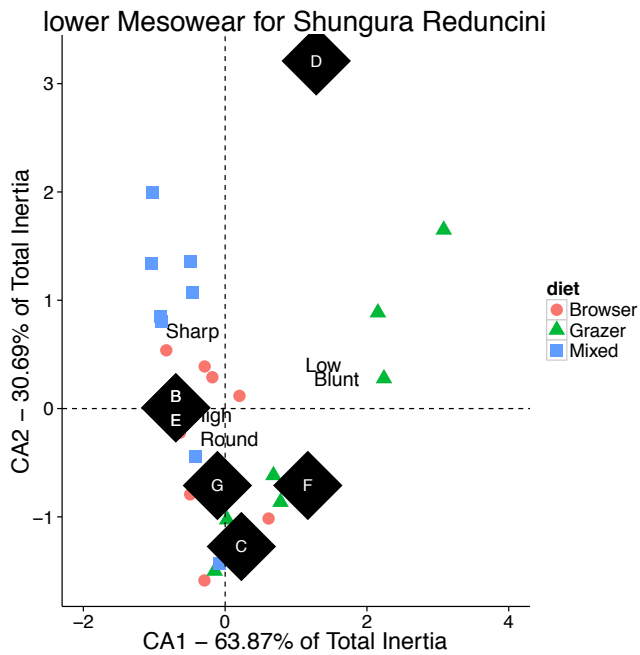 lower Mesowear for Shungura Reduncini
D
3
2
1
0
−1
CA2 − 30.69% of Total Inertia
Sharp
Low
Blunt
B
E
High
Round
G
F
C
−2
0
2
4
CA1 − 63.87% of Total Inertia
diet
Browser
Grazer
Mixed